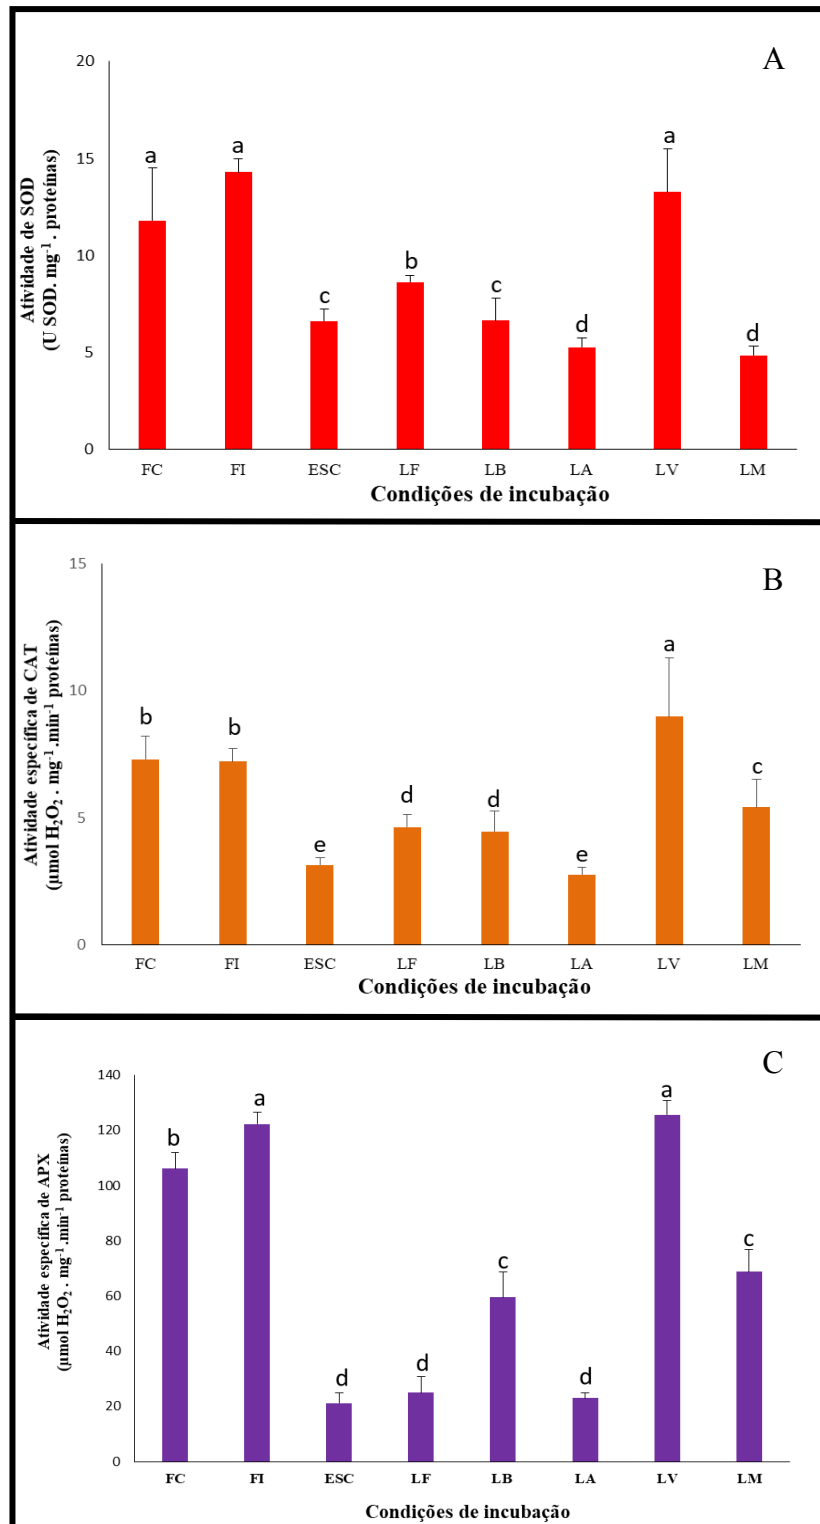 A
Atividade de SOD
(U SOD. mg⁻¹ . proteínas)
20
15
10
5
0
a
a
c
b
c
d
a
d
FC FI ESC LF LB LA LV LM
Condições de incubação
B
Atividade específica de CAT
(µmol H₂O₂ . mg⁻¹.min⁻¹ proteínas)
15
10
5
0
b
b
e
d
d
e
a
c
FC FI ESC LF LB LA LV LM
Condições de incubação
C
Atividade específica de APX
(µmol H₂O₂ . mg⁻¹.min⁻¹ proteínas)
140
120
100
80
60
40
20
0
b
a
d
d
c
d
a
c
FC FI ESC LF LB LA LV LM
Condições de incubação